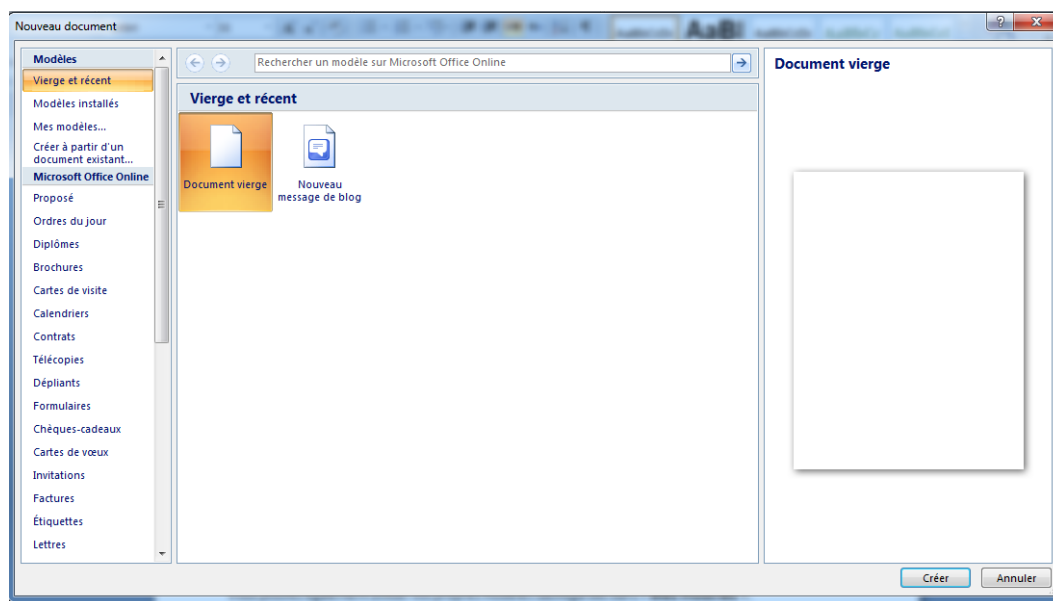 Nouveau document
AaBl
Modèles
Vierge et récent
Modèles installés
Mes modèles...
Créer à partir d'un
document existant...
Microsoft Office Online
Proposé
Ordres du jour
Diplômes
Brochures
Cartes de visite
Calendriers
Contrats
Télécopies
Dépliants
Formulaires
Chèques-cadeaux
Cartes de vœux
Invitations
Factures
Étiquettes
Lettres
Rechercher un modèle sur Microsoft Office Online
Vierge et récent
Document vierge
Nouveau
message de blog
Document vierge
Créer
Annuler